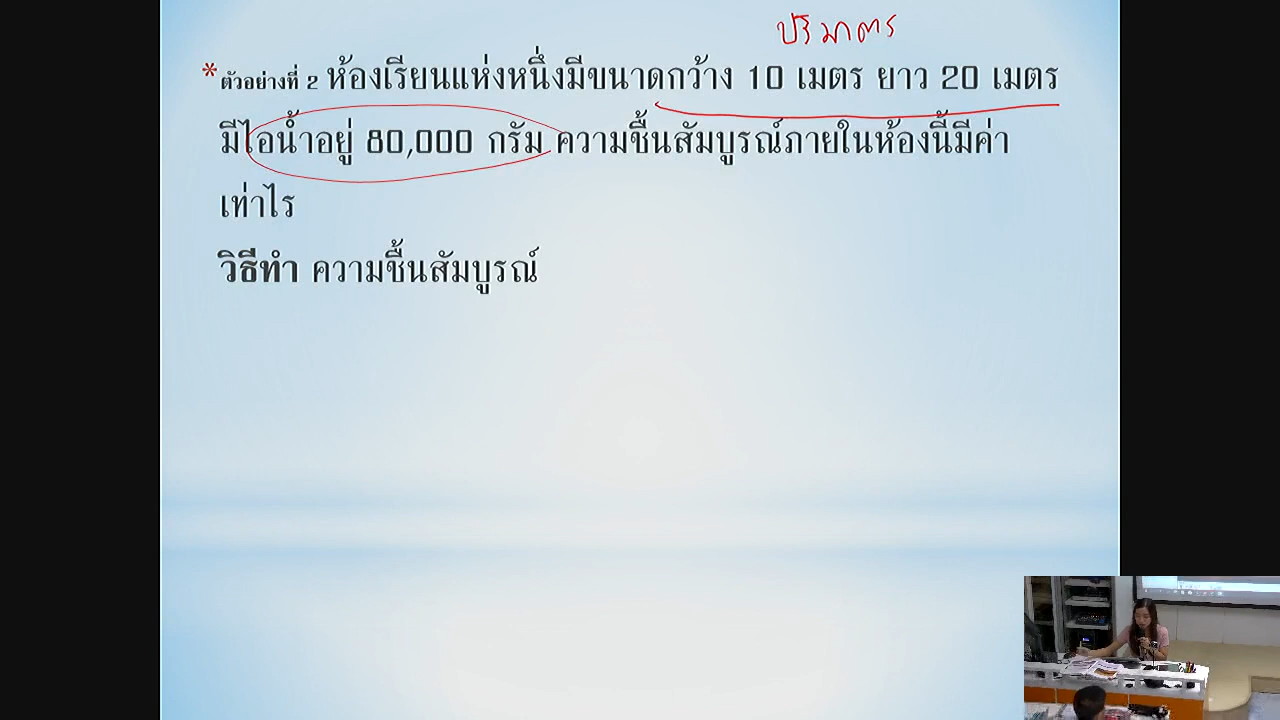 ปริมาตร
* ตัวอย่างที่ 2 ห้องเรียนแห่งหนึ่งมีขนาดกว้าง 10 เมตร ยาว 20 เมตร
มีไอน้ำอยู่ 80,000 กรัม ความชื้นสัมบูรณ์ภายในห้องนี้มีค่า
เท่าไร
วิธีทำ ความชื้นสัมบูรณ์